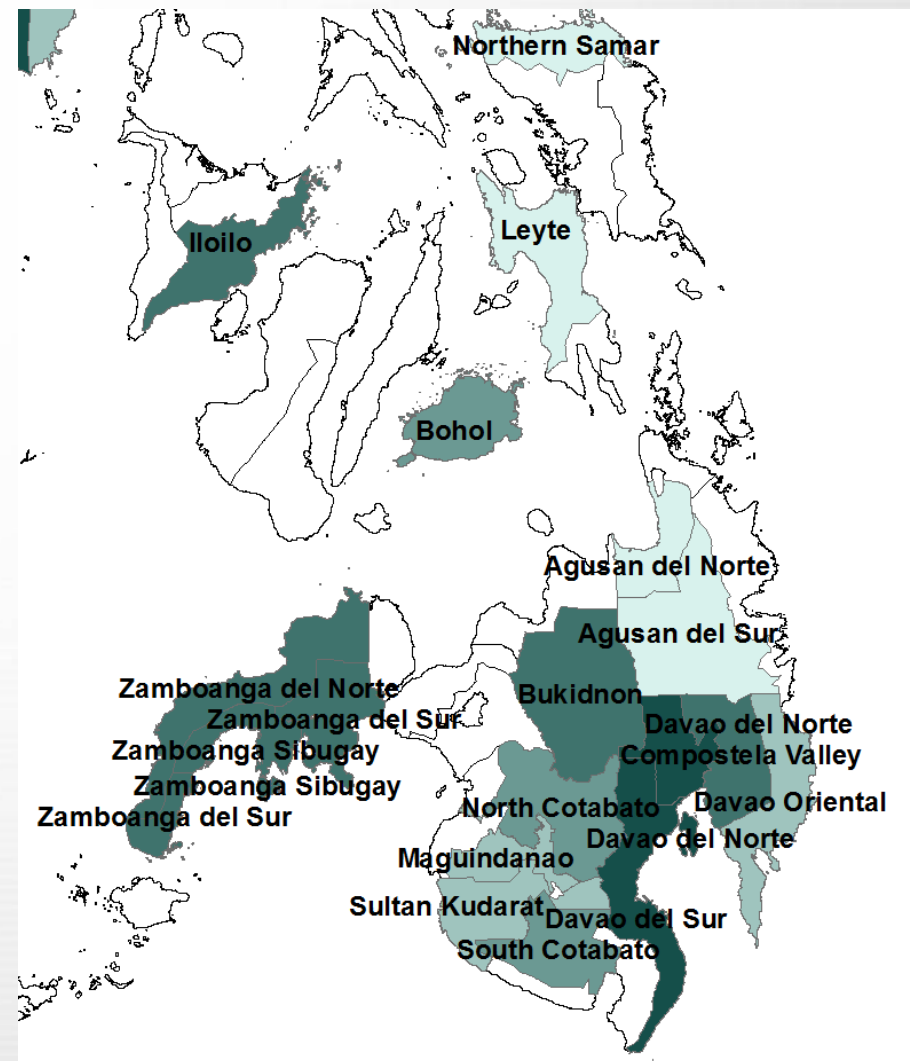 Northern Samar
Leyte
Iloilo
Bohol
Agusan del Norte
Agusan del Sur
Zamboanga del Norte
Bukidnon
Zamboanga del Sur
Davao del Norte
Zamboanga Sibugay
Compostela Valley
Zamboanga Sibugay
Davao Oriental
North Cotabato
Zamboanga del Sur
Davao del Norte
Maguindanao
Sultan Kudarat
Davao del Sur
South Cotabato